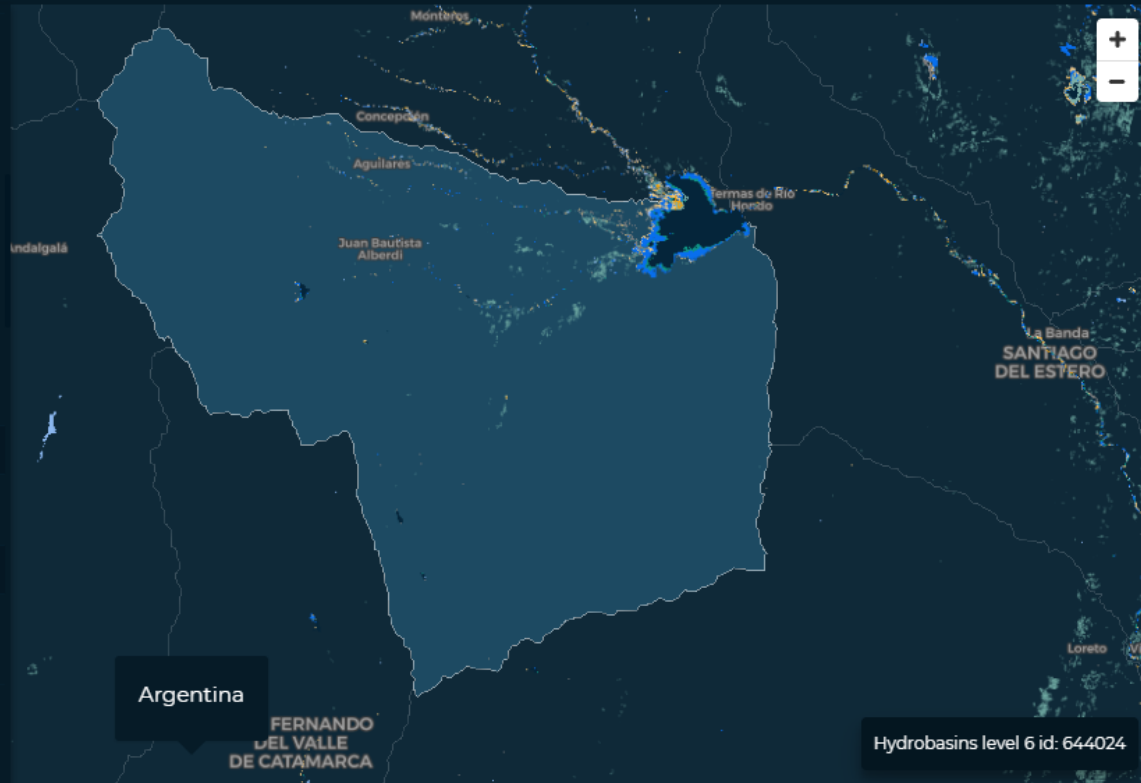 Monteros
+
−
Concepción
Aguilares
Termas de Río
Hondo
Andalgalá
Juan Bautista
Alberdi
La Banda
SANTIAGO
DEL ESTERO
Loreto
Argentina
FERNANDO
DEL VALLE
DE CATAMARCA
Hydrobasins level 6 id: 644024